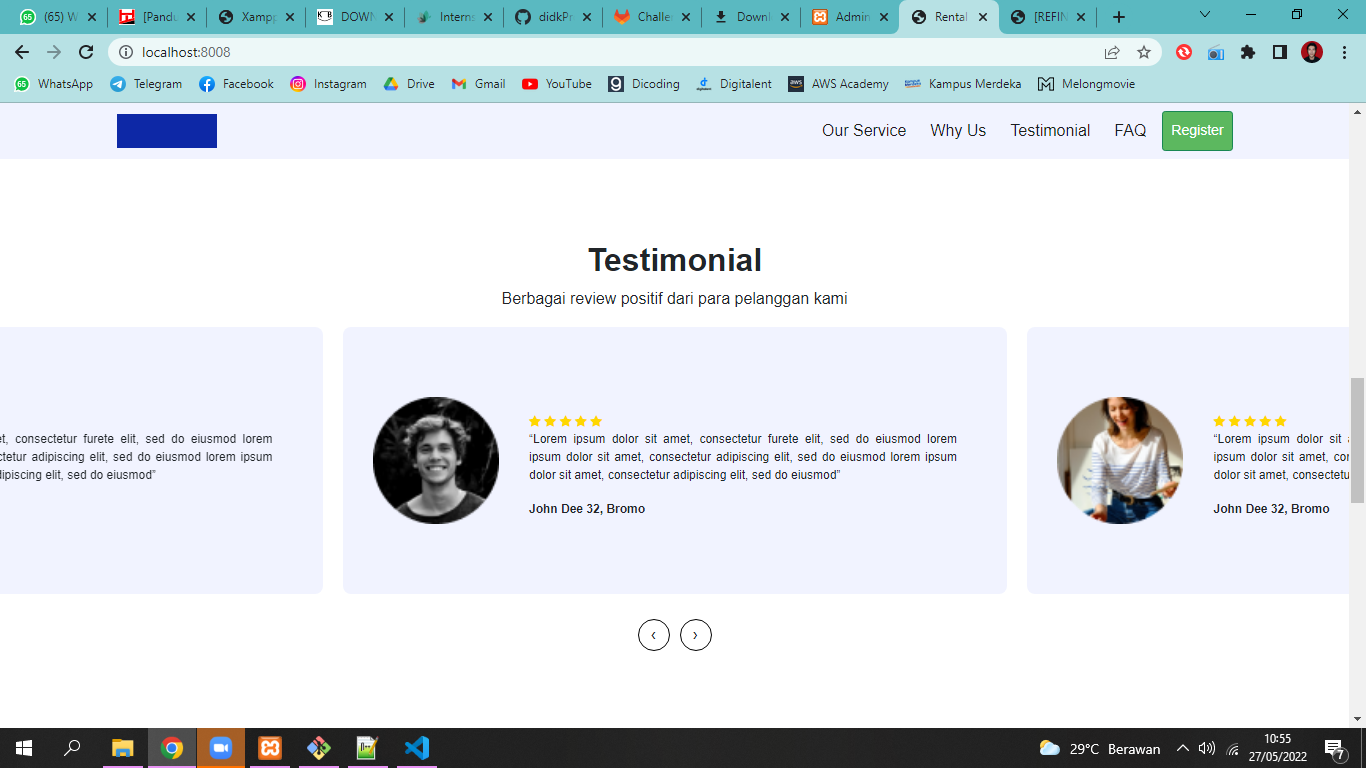 (65) W
[Pandu
Xampp
DOWN
Interns
didkPr
Challe
Downl
Admin
Rental
[REFIN
localhost:8008
WhatsApp
Telegram
Facebook
Instagram
Drive
Gmail
YouTube
Dicoding
Digitalent
AWS Academy
Kampus Merdeka
Melongmovie
Our Service
Why Us
Testimonial
FAQ
Register
Testimonial
Berbagai review positif dari para pelanggan kami
et, consectetur furete elit, sed do eiusmod lorem
ctetur adipiscing elit, sed do eiusmod lorem ipsum
dipiscing elit, sed do eiusmod”
“Lorem ipsum dolor sit amet, consectetur furete elit, sed do eiusmod lorem
ipsum dolor sit amet, consectetur adipiscing elit, sed do eiusmod lorem ipsum
dolor sit amet, consectetur adipiscing elit, sed do eiusmod”
John Dee 32, Bromo
“Lorem ipsum dolor sit
ipsum dolor sit amet, co
dolor sit amet, consectetu
John Dee 32, Bromo
‹
›
29°C Berawan
10:55
27/05/2022
7